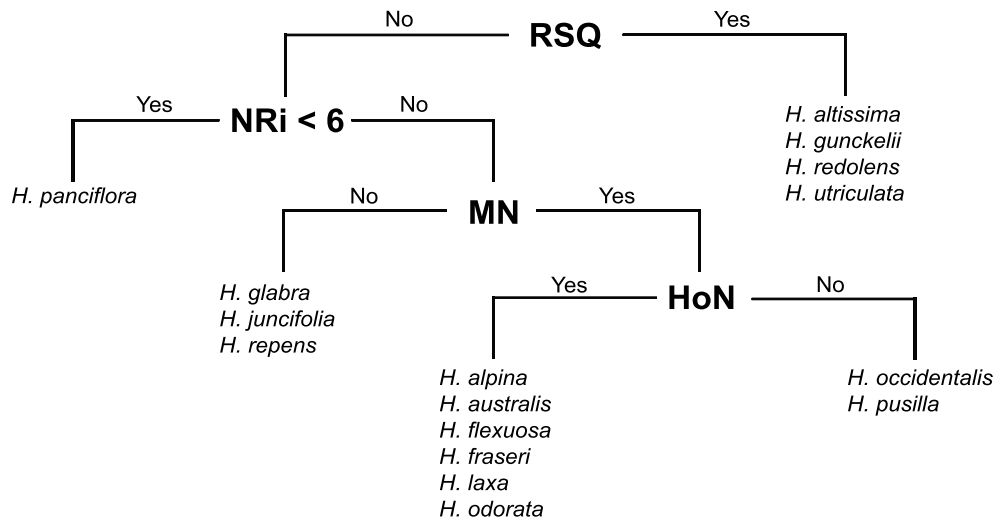 No
RSQ
Yes
Yes
NRi < 6
No
H. altissima
H. gunckelii
H. redolens
H. utriculata
H. panciflora
No
MN
Yes
H. glabra
H. juncifolia
H. repens
Yes
HoN
No
H. alpina
H. australis
H. flexuosa
H. fraseri
H. laxa
H. odorata
H. occidentalis
H. pusilla